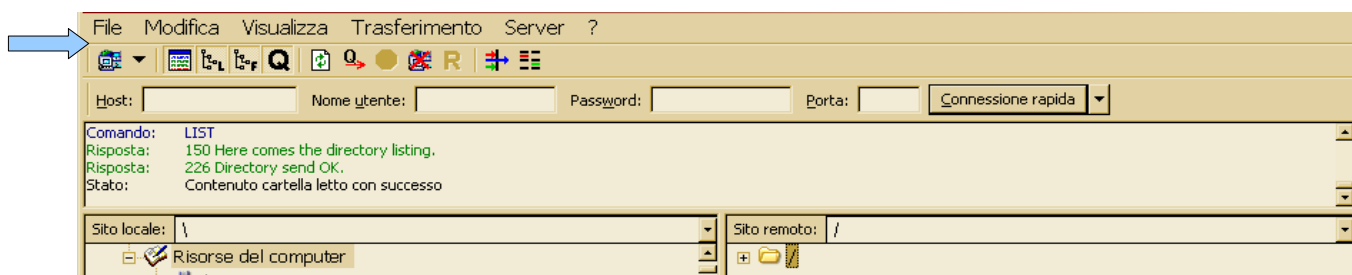 File Modifica Visualizza Trasferimento Server ?
L F Q Q R
Host: Nome utente: Password: Porta: Connessione rapida
Comando: LIST
Risposta: 150 Here comes the directory listing.
Risposta: 226 Directory send OK.
Stato: Contenuto cartella letto con successo
Sito locale: \ Sito remoto: /
Risorse del computer /